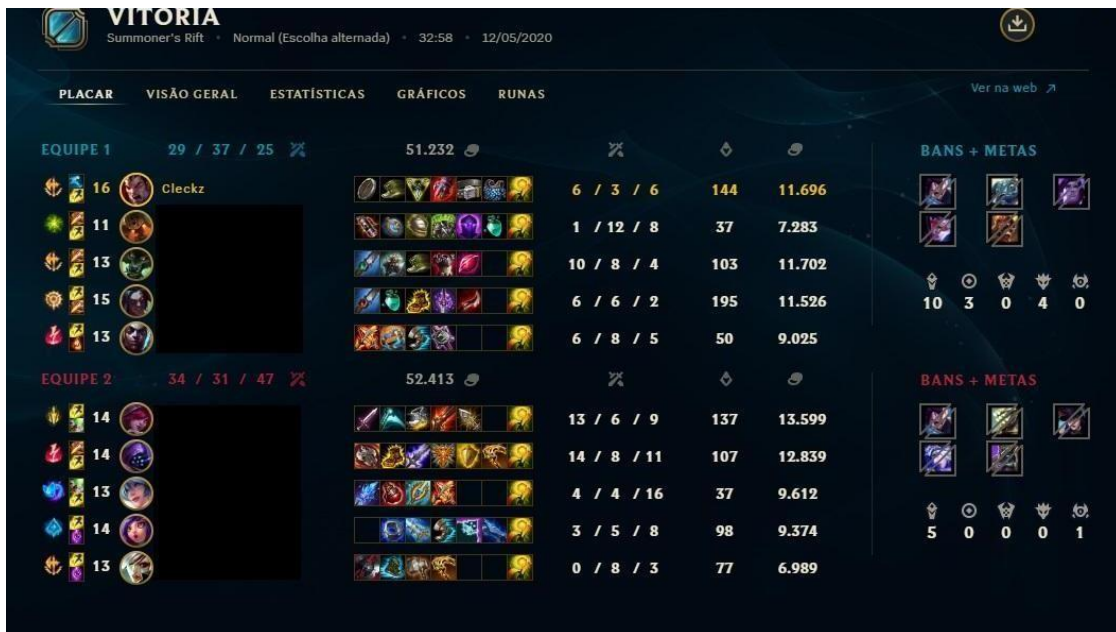 VITÓRIA
Summoner's Rift • Normal (Escolha alternada) • 32:58 • 12/05/2020
PLACAR VISÃO GERAL ESTATÍSTICAS GRÁFICOS RUNAS Ver na web
EQUIPE 1 29 / 37 / 25 51.232 BANS + METAS
16 Cleckz 6 / 3 / 6 144 11.696
11 1 / 12 / 8 37 7.283
13 10 / 8 / 4 103 11.702
15 6 / 6 / 2 195 11.526
10 3 0 4 0
13 6 / 8 / 5 50 9.025
EQUIPE 2 34 / 31 / 47 52.413 BANS + METAS
14 13 / 6 / 9 137 13.599
14 14 / 8 / 11 107 12.839
13 4 / 4 / 16 37 9.612
14 3 / 5 / 8 98 9.374
5 0 0 0 1
13 0 / 8 / 3 77 6.989